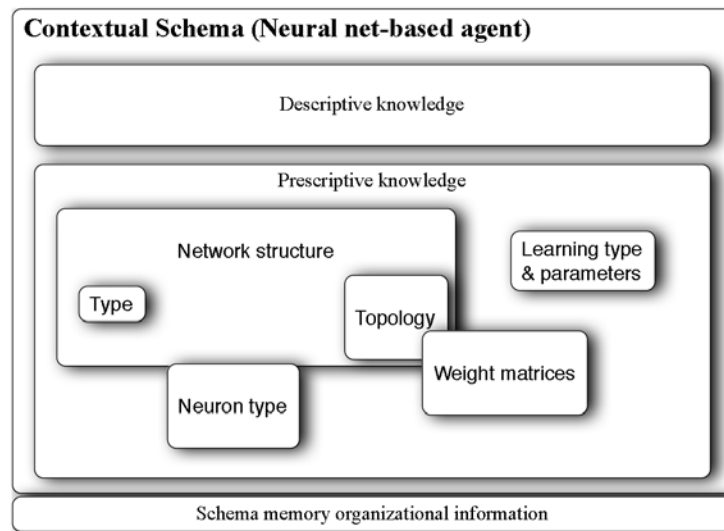 Contextual Schema (Neural net-based agent)
Descriptive knowledge
Prescriptive knowledge
Network structure
Learning type
& parameters
Type
Topology
Weight matrices
Neuron type
Schema memory organizational information